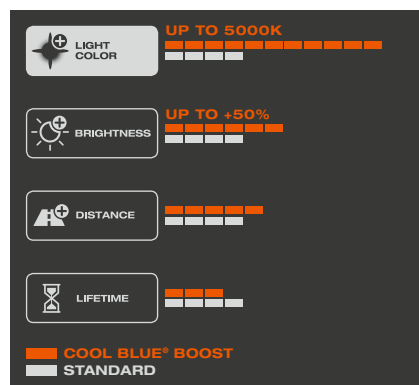 UP TO 5000K
LIGHT
COLOR
UP TO +50%
BRIGHTNESS
DISTANCE
LIFETIME
COOL BLUE® BOOST
STANDARD